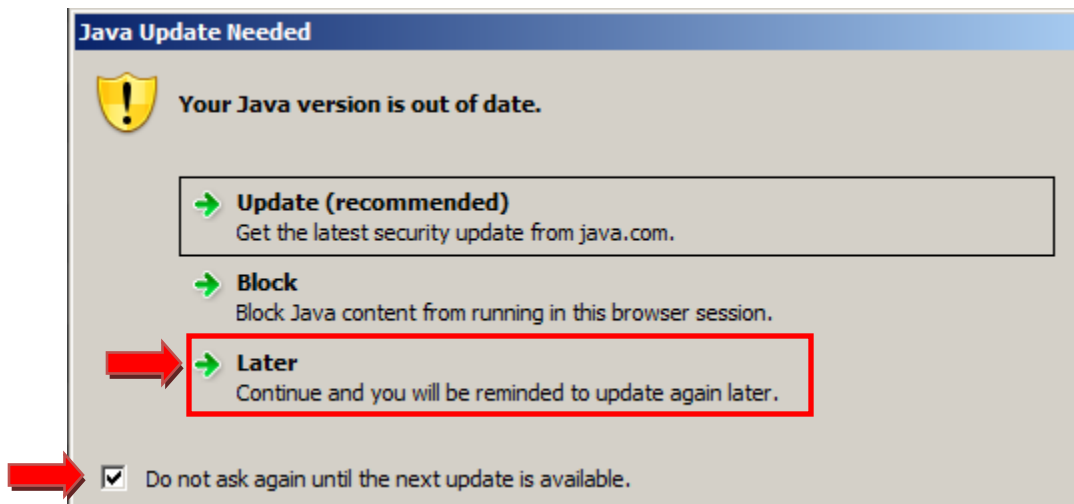 Java Update Needed
Your Java version is out of date.
Update (recommended)
Get the latest security update from java.com.
Block
Block Java content from running in this browser session.
Later
Continue and you will be reminded to update again later.
Do not ask again until the next update is available.